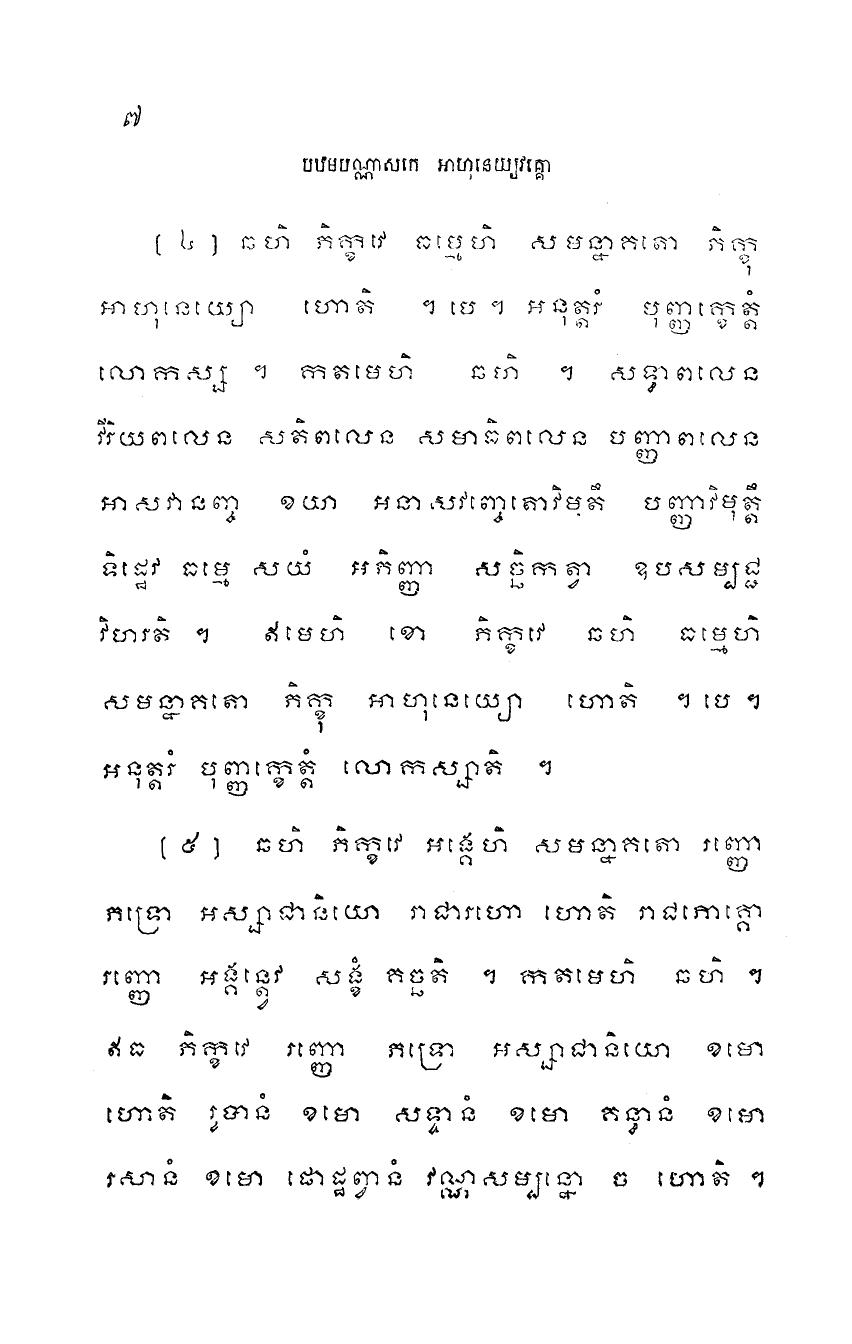 ៧
បឋមបណ្ណាសកេ អាហុនេយ្យវគ្គោ
[ ៤ ] ឆហិ ភិក្ខវេ ធម្មេហិ សមន្នាគតោ ភិក្ខុ
អាហុនេយ្យោ ហោតិ ។ បេ ។ អនុត្តរំ បុញ្ញក្ខេត្តំ
លោកស្ស ។ កតមេហិ ឆហិ ។ សទ្ធាពលេន
វីរិយពលេន សតិពលេន សមាធិពលេន បញ្ញាពលេន
អាសវានញ្ច ខយា អនាសវញ្ចេតោវិមុតឹ បញ្ញាវិមុត្តឹ
ទិដ្ឋេវ ធម្មេ សយំ អភិញ្ញា សច្ឆិកត្វា ឧបសម្បជ្ជ
វិហរតិ ។ ឥមេហិ ខោ ភិក្ខវេ ឆហិ ធម្មេហិ
សមន្នាគតោ ភិក្ខុ អាហុនេយ្យោ ហោតិ ។ បេ ។
អនុត្តរំ បុញ្ញក្ខេត្តំ លោកស្សាតិ ។
[ ៥ ] ឆហិ ភិក្ខវេ អង្គេហិ សមន្នាគតោ រញ្ញោ
ភទ្រោ អស្សាជានិយោ រាជារហោ ហោតិ រាជភោគ្គោ
រញ្ញោ អង្គន្ត្វេវ សង្ខំ គច្ឆតិ ។ កតមេហិ ឆហិ ។
ឥធ ភិក្ខវេ រញ្ញោ ភទ្រោ អស្សាជានិយោ ខមោ
ហោតិ រូបានំ ខមោ សទ្ទានំ ខមោ គន្ធានំ ខមោ
រសានំ ខមោ ផោដ្ឋព្វានំ វណ្ណសម្បន្នោ ច ហោតិ ។